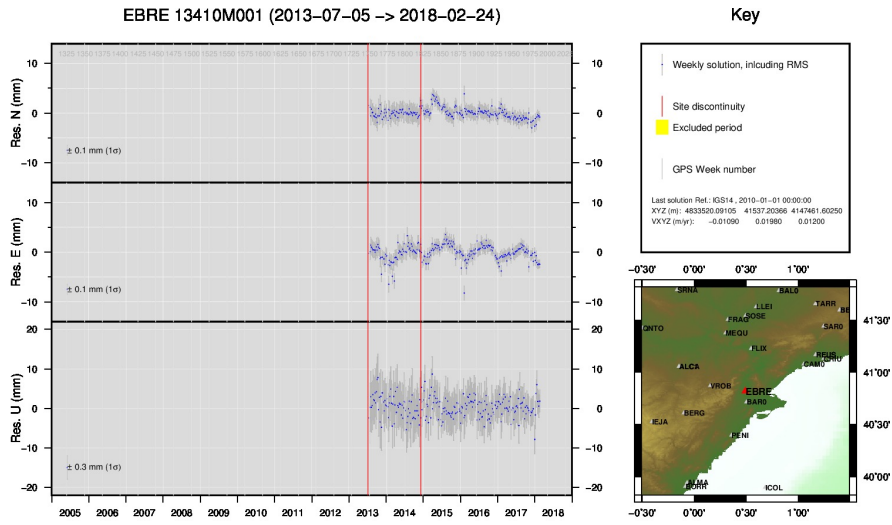 EBRE 13410M001 (2013−07−05 −> 2018−02−24)
Key
10
0
−10
Res. N (mm)
± 0.1 mm (1σ)
10
0
−10
10
0
−10
Res. E (mm)
± 0.1 mm (1σ)
10
0
−10
20
10
0
−10
−20
Res. U (mm)
± 0.3 mm (1σ)
20
10
0
−10
−20
2005 2006 2007 2008 2009 2010 2011 2012 2013 2014 2015 2016 2017 2018
Weekly solution, inlcuding RMS
Site discontinuity
Excluded period
GPS Week number
Last solution Ref.: IGS14 , 2010−01−01 00:00:00
XYZ (m): 4833520.09105 41537.20366 4147461.60250
VXYZ (m/yr): −0.01090 0.01980 0.01200
−0°30' 0°00' 0°30' 1°00'
SRNA BAL0
LLEI TARR
FRAG SOSE
ONTO MEQU SAR0
FLIX
REUS
ALCA CAM0
VROB EBRE
BAR0
BERG
IEJA
PENI
ALMA
BORR ICOL
41°30'
41°00'
40°30'
40°00'
−0°30' 0°00' 0°30' 1°00'